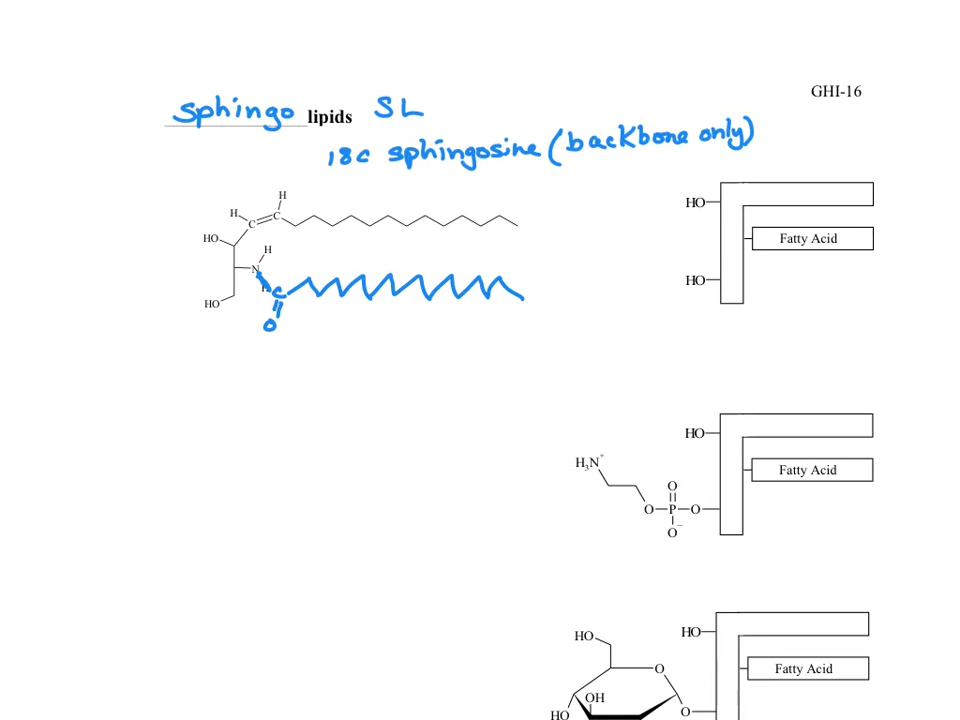 GHI-16
Sphingo lipids SL
18c sphingosine (backbone only)
H
H
C
C
HO
H
N
H
C
HO
O
HO
Fatty Acid
HO
HO
H₃N⁺
Fatty Acid
O
O—P—O
O⁻
HO
HO
Fatty Acid
O
OH
HO
O